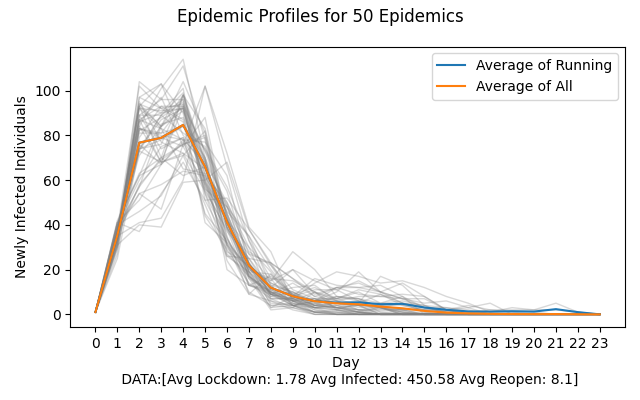 Epidemic Profiles for 50 Epidemics
Newly Infected Individuals
100
80
60
40
20
0
Average of Running
Average of All
0 1 2 3 4 5 6 7 8 9 10 11 12 13 14 15 16 17 18 19 20 21 22 23
Day
DATA:[Avg Lockdown: 1.78 Avg Infected: 450.58 Avg Reopen: 8.1]